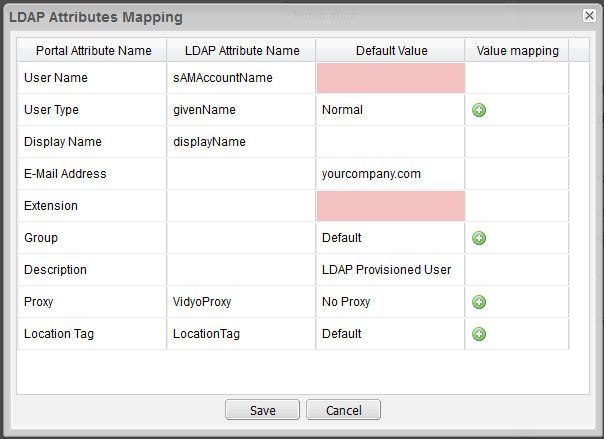 LDAP Attributes Mapping
Portal Attribute Name LDAP Attribute Name Default Value Value mapping
User Name sAMAccountName
User Type givenName Normal
Display Name displayName
E-Mail Address yourcompany.com
Extension
Group Default
Description LDAP Provisioned User
Proxy VidyoProxy No Proxy
Location Tag LocationTag Default
Save Cancel